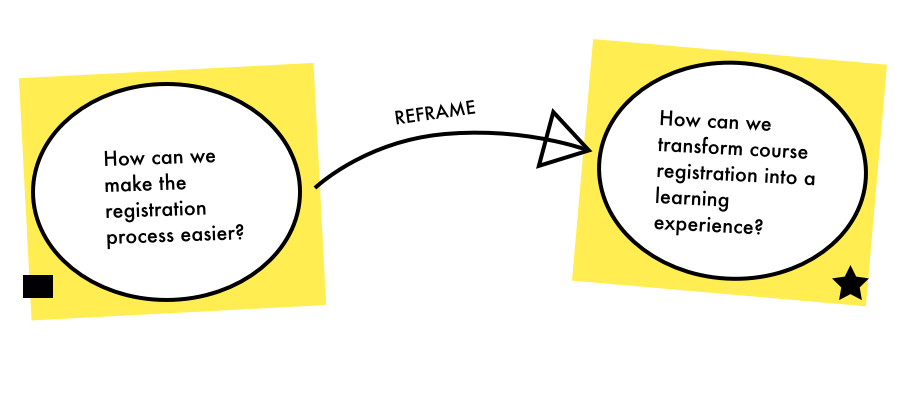 How can we
make the
registration
process easier?
REFRAME
How can we
transform course
registration into a
learning
experience?